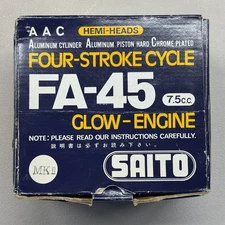 AAC HEMI-HEADS
ALUMINUM CYLINDER ALUMINUM PISTON HARD CHROME PLATED
FOUR-STROKE CYCLE
FA-45 7.5c.c.
GLOW-ENGINE
NOTE: PLEASE READ OUR INSTRUCTIONS CAREFULLY.
説明書は必ずお読み下さい。
MKII SAITO